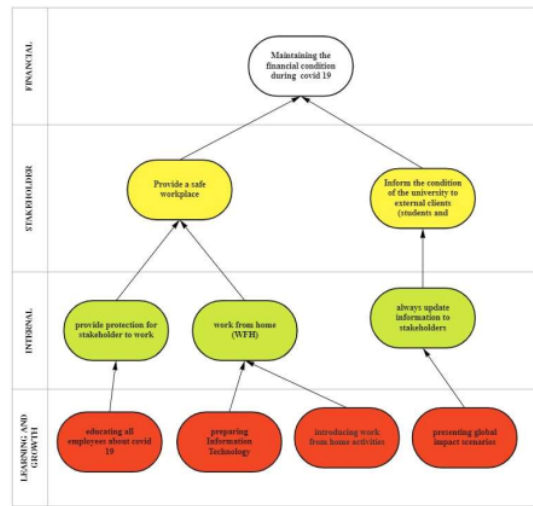 FINANCIAL
Maintaining the
financial condition
during covid 19
STAKEHOLDER
Provide a safe
workplace
Inform the condition
of the university to
external clients
(students and
INTERNAL
provide protection for
stakeholder to work
work from home
(WFH)
always update
information to
stakeholders
LEARNING AND
GROWTH
educating all
employees about covid
19
preparing
Information
Technology
introducing work
from home activities
presenting global
impact scenarios